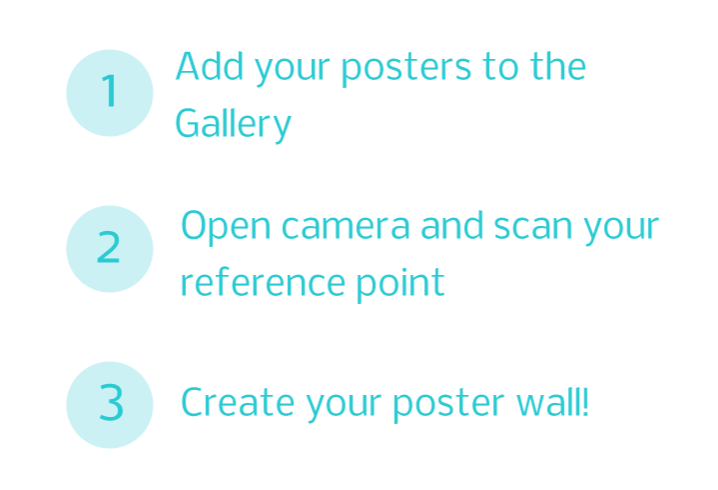 1
Add your posters to the
Gallery
2
Open camera and scan your
reference point
3
Create your poster wall!